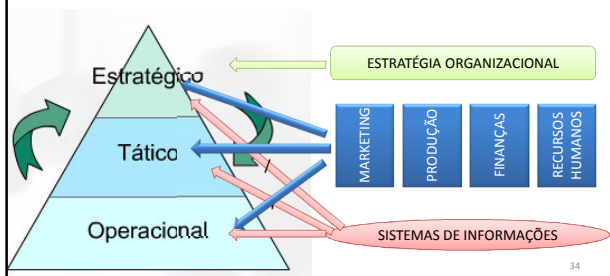 Estratégico
ESTRATÉGIA ORGANIZACIONAL
Tático
MARKETING
PRODUÇÃO
FINANÇAS
RECURSOS
HUMANOS
Operacional
SISTEMAS DE INFORMAÇÕES
34